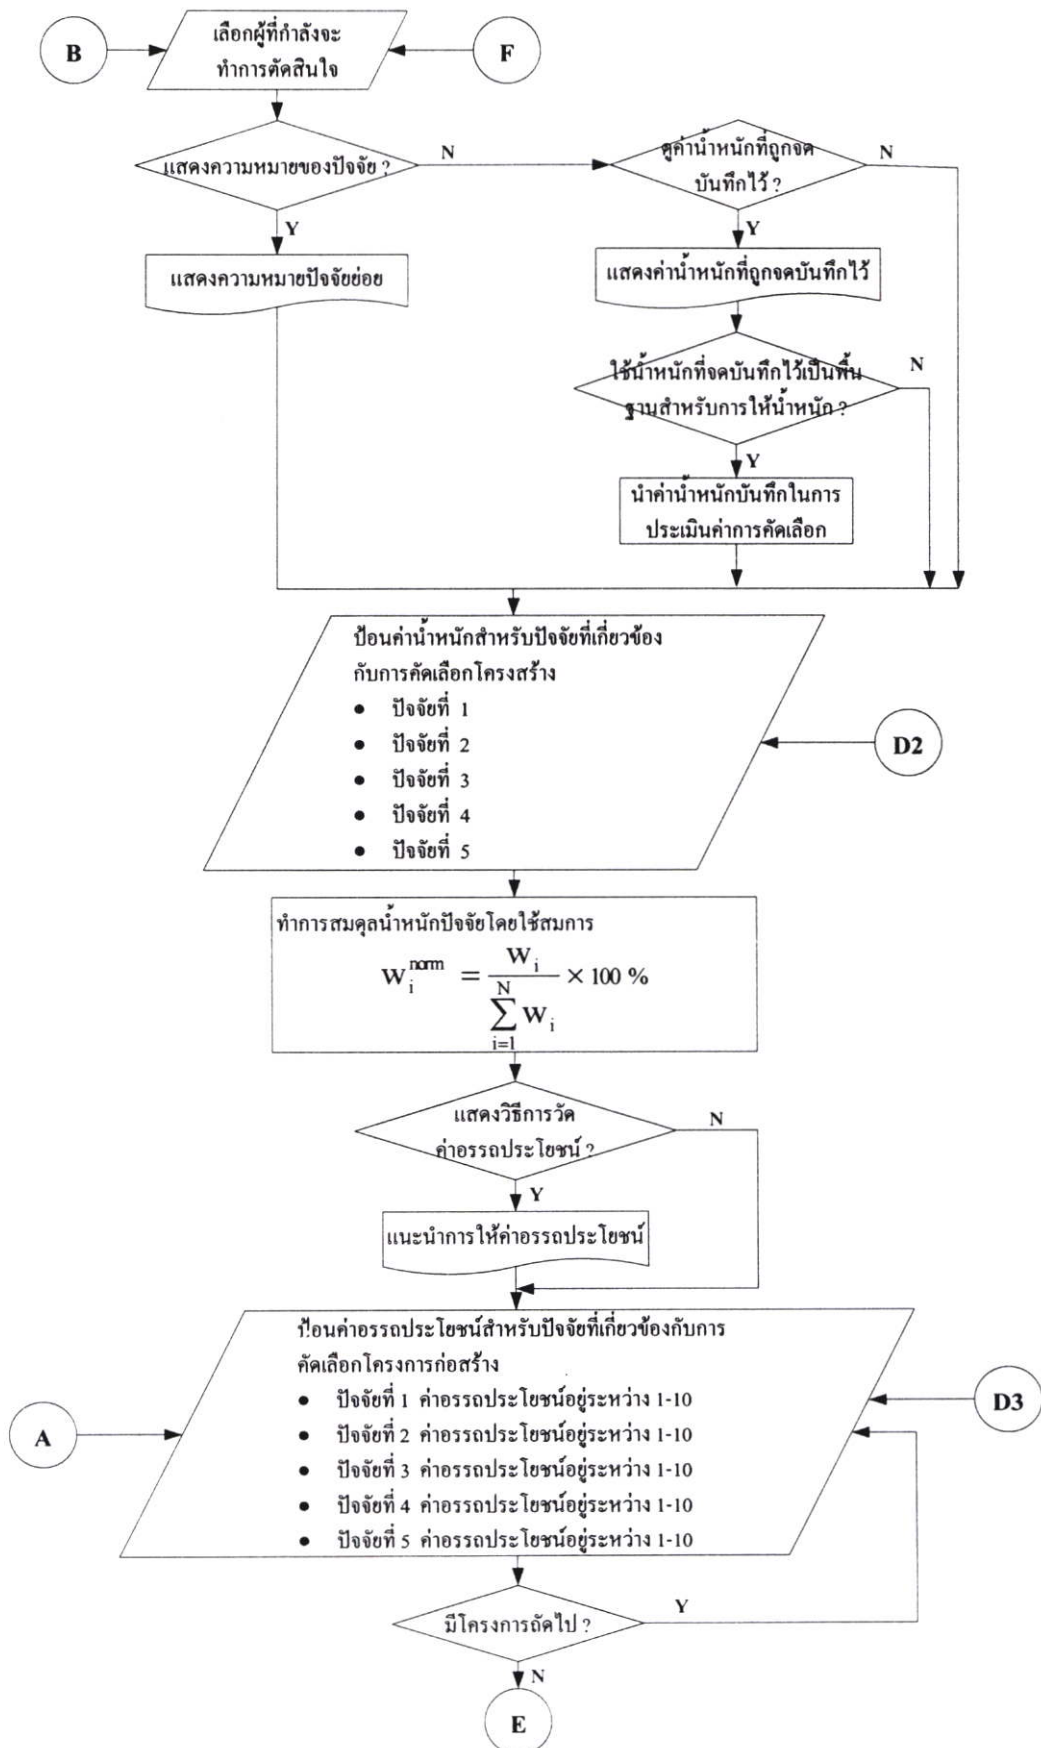 B
เลือกผู้ที่กำลังจะ
ทำการตัดสินใจ
F
แสดงความหมายของปัจจัย ?
N
ดูค่าน้ำหนักที่ถูกจด
บันทึกไว้ ?
N
Y
Y
แสดงความหมายปัจจัยย่อย
แสดงค่าน้ำหนักที่ถูกจดบันทึกไว้
ใช้น้ำหนักที่จดบันทึกไว้เป็นพื้น
ฐานสำหรับการให้น้ำหนัก ?
N
Y
นำค่าน้ำหนักบันทึกในการ
ประเมินค่าการคัดเลือก
ป้อนค่าน้ำหนักสำหรับปัจจัยที่เกี่ยวข้อง
กับการคัดเลือกโครงสร้าง
● ปัจจัยที่ 1
● ปัจจัยที่ 2
● ปัจจัยที่ 3
● ปัจจัยที่ 4
● ปัจจัยที่ 5
D2
ทำการสมดุลน้ำหนักปัจจัยโดยใช้สมการ
W_i^norm = W_i / ∑_{i=1}^{N} W_i × 100 %
แสดงวิธีการวัด
ค่าอรรถประโยชน์ ?
N
Y
แนะนำการให้ค่าอรรถประโยชน์
ป้อนค่าอรรถประโยชน์สำหรับปัจจัยที่เกี่ยวข้องกับการ
คัดเลือกโครงการก่อสร้าง
● ปัจจัยที่ 1 ค่าอรรถประโยชน์อยู่ระหว่าง 1-10
● ปัจจัยที่ 2 ค่าอรรถประโยชน์อยู่ระหว่าง 1-10
● ปัจจัยที่ 3 ค่าอรรถประโยชน์อยู่ระหว่าง 1-10
● ปัจจัยที่ 4 ค่าอรรถประโยชน์อยู่ระหว่าง 1-10
● ปัจจัยที่ 5 ค่าอรรถประโยชน์อยู่ระหว่าง 1-10
A
D3
มีโครงการถัดไป ?
Y
N
E